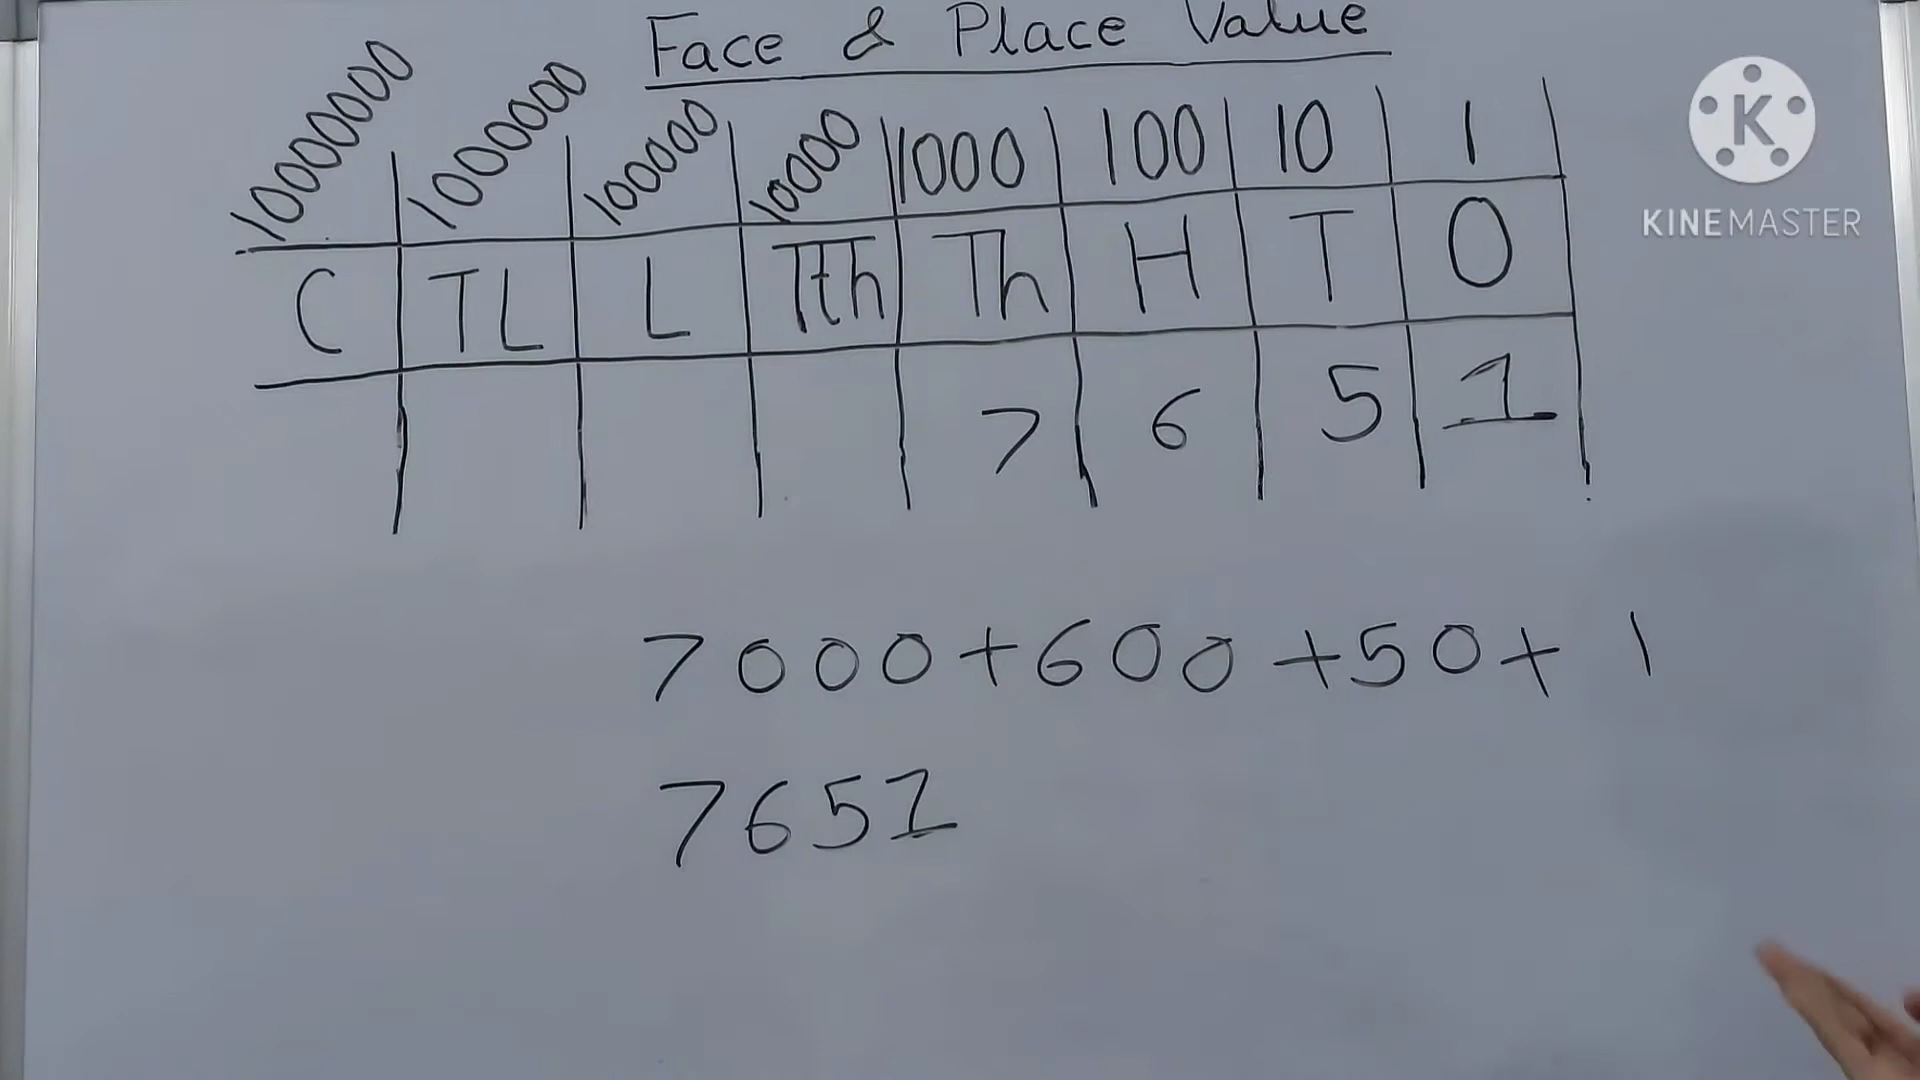 Face & Place Value
10000000 1000000 100000 10000 1000 100 10 1
C TL L Tth Th H T O
7 6 5 1
7000+600+50+1
7651
K
KINEMASTER